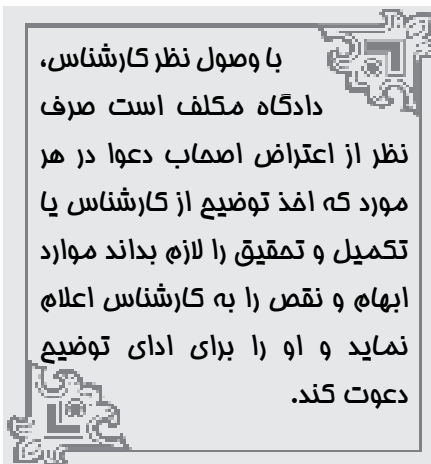 با وصول نظر کارشناس،
دادگاه مکلف است صرف
نظر از اعتراض اصحاب دعوا در هر
مورد که اخذ توضیح از کارشناس یا
تکمیل و تحقیق را لازم بداند موارد
ابهام و نقص را به کارشناس اعلام
نماید و او را برای ادای توضیح
دعوت کند.